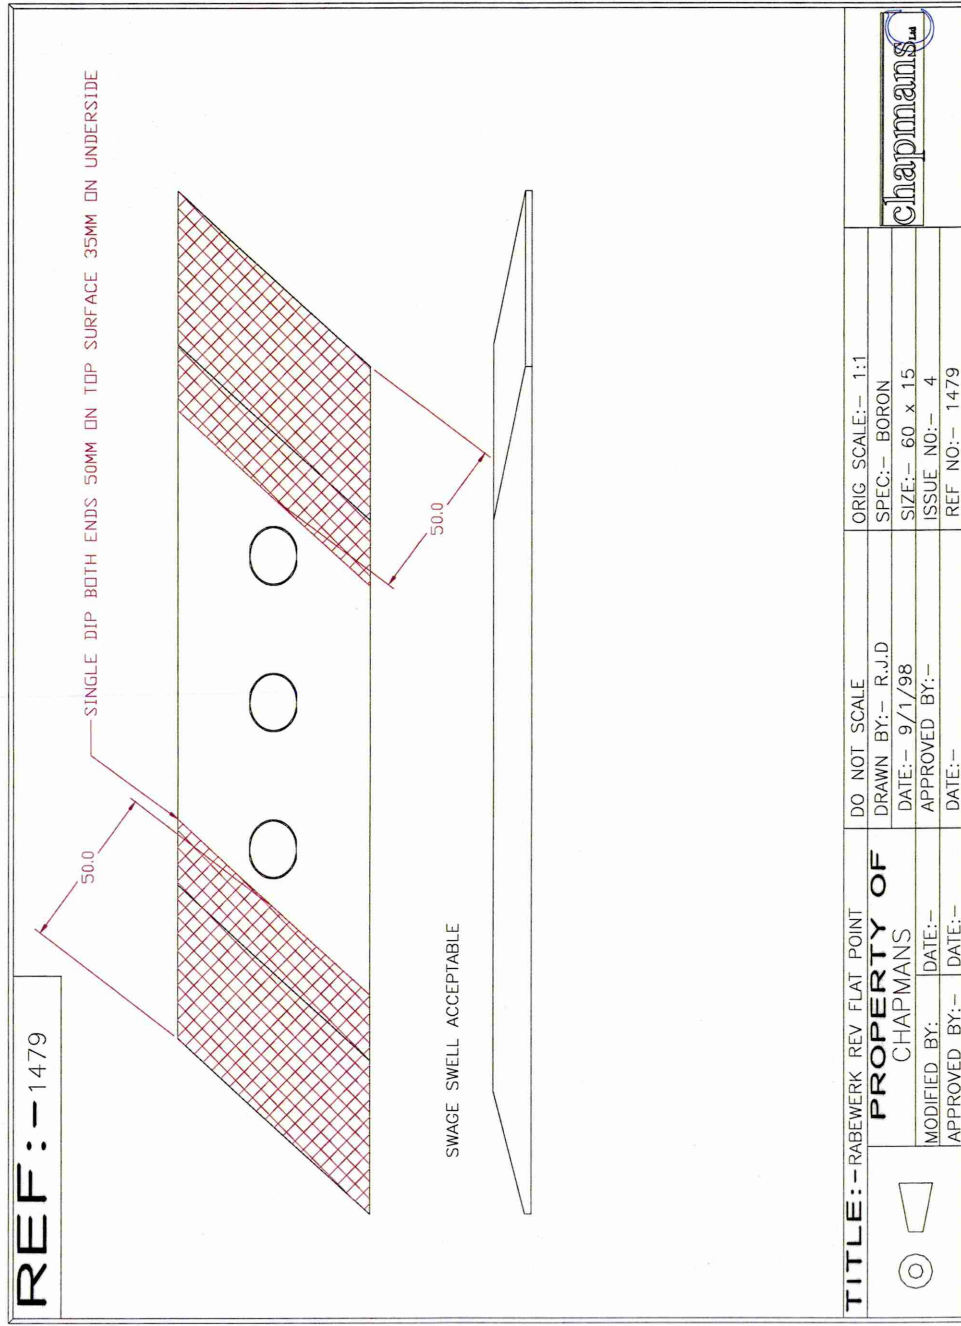 REF:-1479
SINGLE DIP BOTH ENDS 50MM ON TOP SURFACE 35MM ON UNDERSIDE
50.0
50.0
SWAGE SWELL ACCEPTABLE
TITLE:-RABEWERK REV FLAT POINT
PROPERTY OF
CHAPMANS
MODIFIED BY:
DATE:-
APPROVED BY:-
DATE:-
DO NOT SCALE
DRAWN BY:- R.J.D
DATE:- 9/1/98
APPROVED BY:-
DATE:-
ORIG SCALE:- 1:1
SPEC:- BORON
SIZE:- 60 x 15
ISSUE NO:- 4
REF NO:- 1479
chapmans Ltd